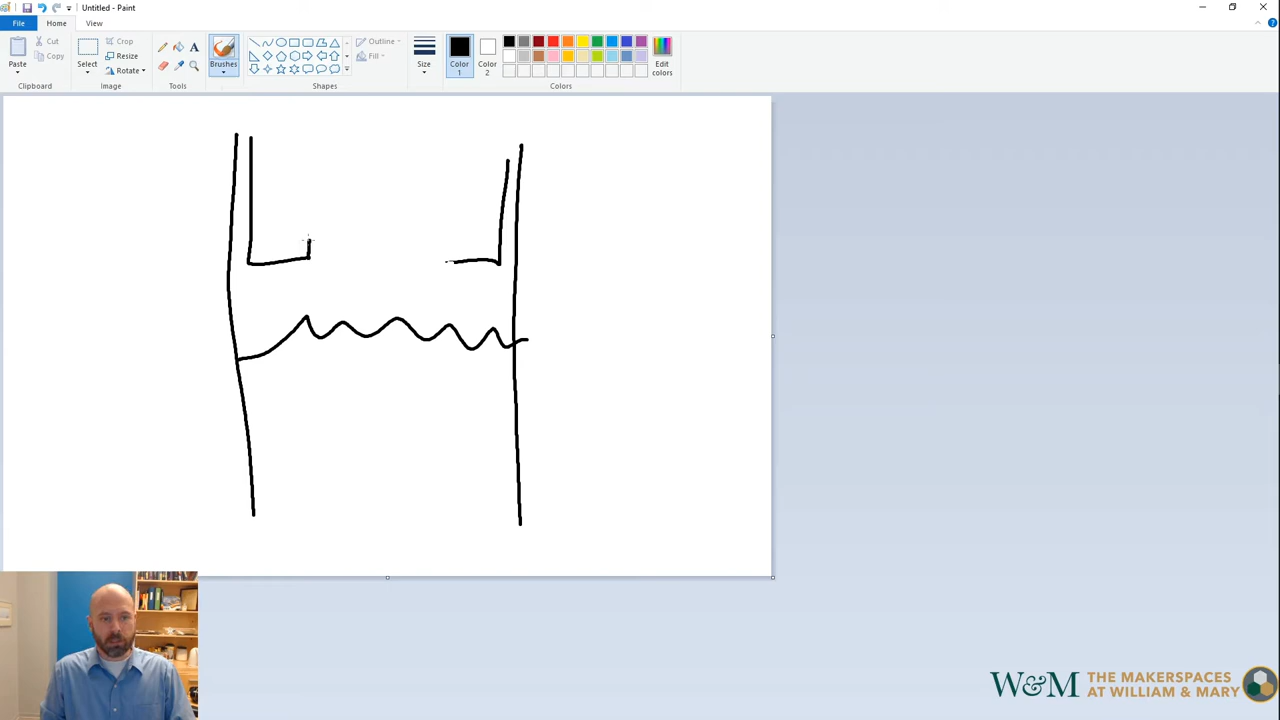 Untitled - Paint
File Home View
Paste
Cut
Copy
Clipboard
Select
Crop
Resize
Rotate
Image
A
Tools
Brushes
Outline
Fill
Shapes
Size
Color 1
Color 2
Edit colors
Colors
W&M THE MAKERSPACES
AT WILLIAM & MARY